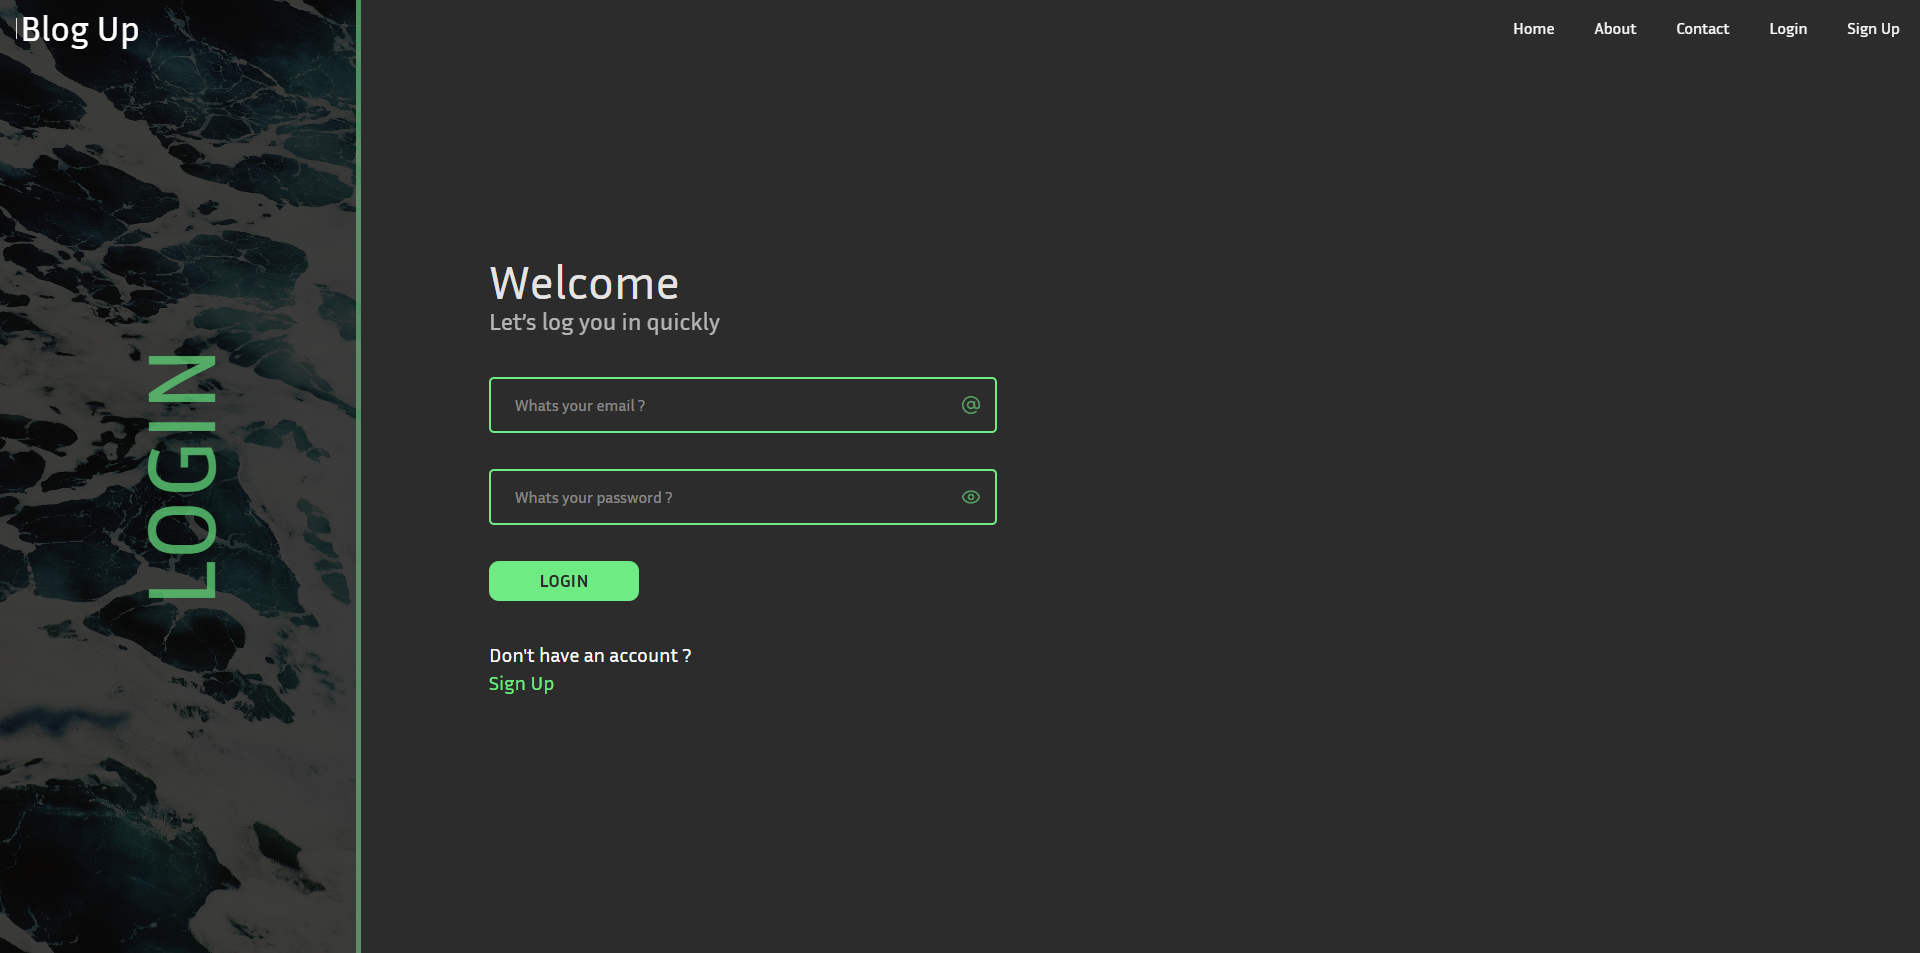 Blog Up
Home
About
Contact
Login
Sign Up
LOGIN
Welcome
Let’s log you in quickly
Whats your email ?
Whats your password ?
LOGIN
Don't have an account ?
Sign Up